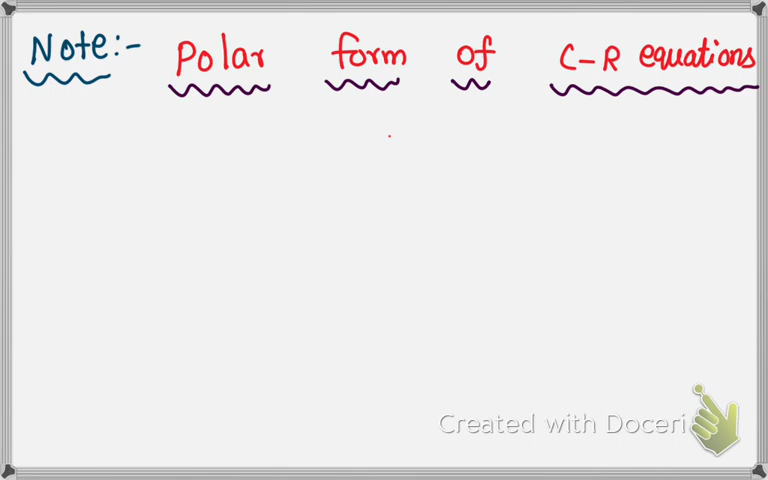 Note:- Polar form of C-R equations
Created with Doceri